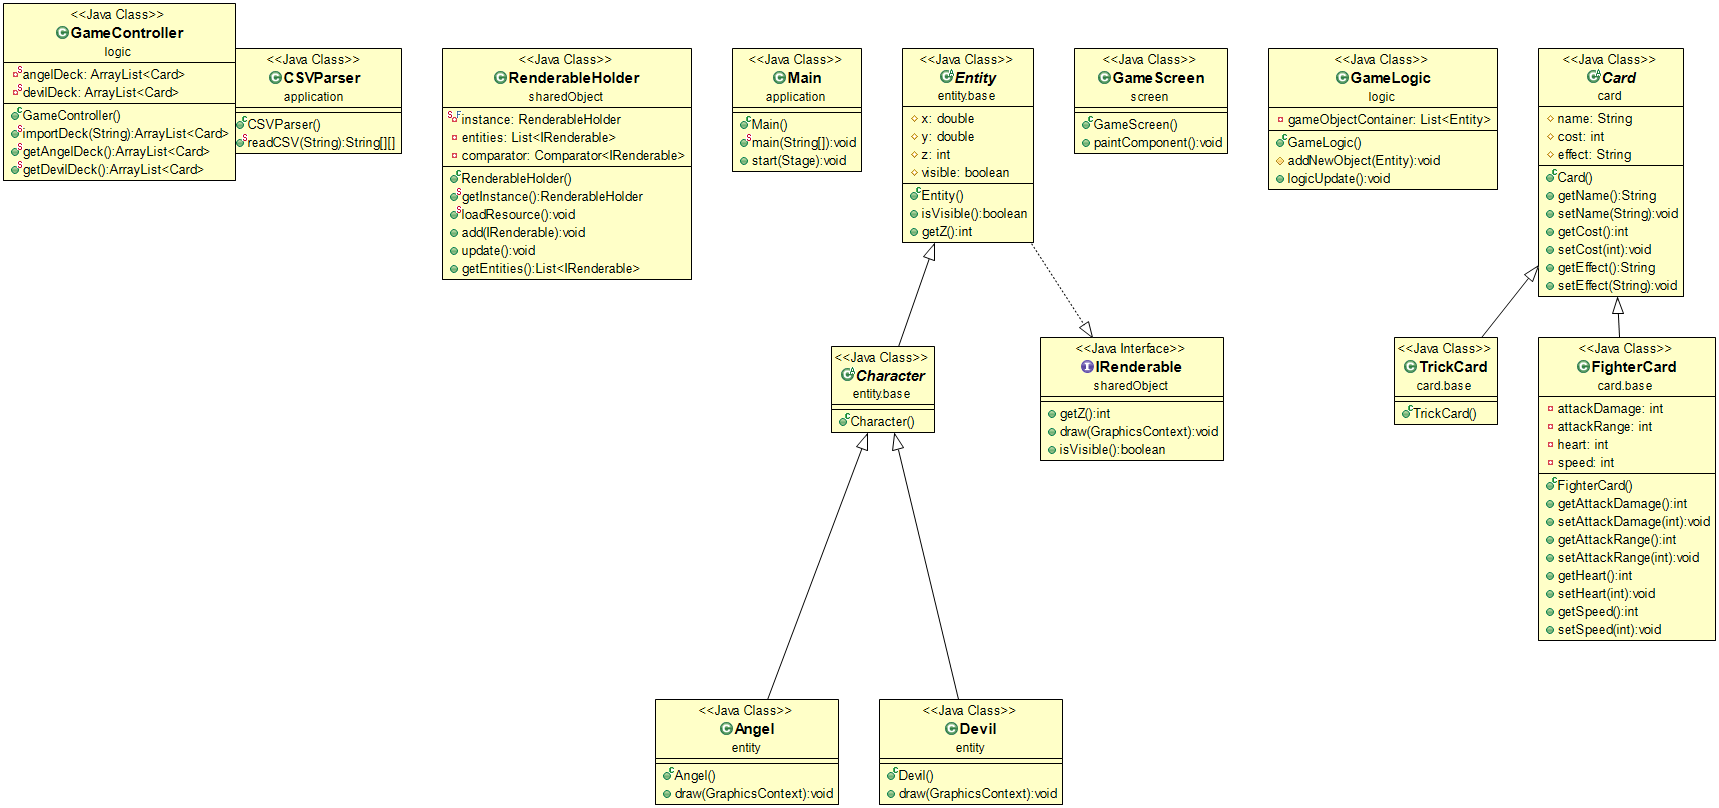 <<Java Class>>
GameController
logic
angelDeck: ArrayList<Card>
devilDeck: ArrayList<Card>
GameController()
importDeck(String):ArrayList<Card>
getAngelDeck():ArrayList<Card>
getDevilDeck():ArrayList<Card>
<<Java Class>>
CSVParser
application
CSVParser()
readCSV(String):String[][]
<<Java Class>>
RenderableHolder
sharedObject
instance: RenderableHolder
entities: List<IRenderable>
comparator: Comparator<IRenderable>
RenderableHolder()
getInstance():RenderableHolder
loadResource():void
add(IRenderable):void
update():void
getEntities():List<IRenderable>
<<Java Class>>
Main
application
Main()
main(String[]):void
start(Stage):void
<<Java Class>>
Entity
entity.base
x: double
y: double
z: int
visible: boolean
Entity()
isVisible():boolean
getZ():int
<<Java Class>>
GameScreen
screen
GameScreen()
paintComponent():void
<<Java Class>>
GameLogic
logic
gameObjectContainer: List<Entity>
GameLogic()
addNewObject(Entity):void
logicUpdate():void
<<Java Class>>
Card
card
name: String
cost: int
effect: String
Card()
getName():String
setName(String):void
getCost():int
setCost(int):void
getEffect():String
setEffect(String):void
<<Java Class>>
Character
entity.base
Character()
<<Java Interface>>
IRenderable
sharedObject
getZ():int
draw(GraphicsContext):void
isVisible():boolean
<<Java Class>>
TrickCard
card.base
TrickCard()
<<Java Class>>
FighterCard
card.base
attackDamage: int
attackRange: int
heart: int
speed: int
FighterCard()
getAttackDamage():int
setAttackDamage(int):void
getAttackRange():int
setAttackRange(int):void
getHeart():int
setHeart(int):void
getSpeed():int
setSpeed(int):void
<<Java Class>>
Angel
entity
Angel()
draw(GraphicsContext):void
<<Java Class>>
Devil
entity
Devil()
draw(GraphicsContext):void